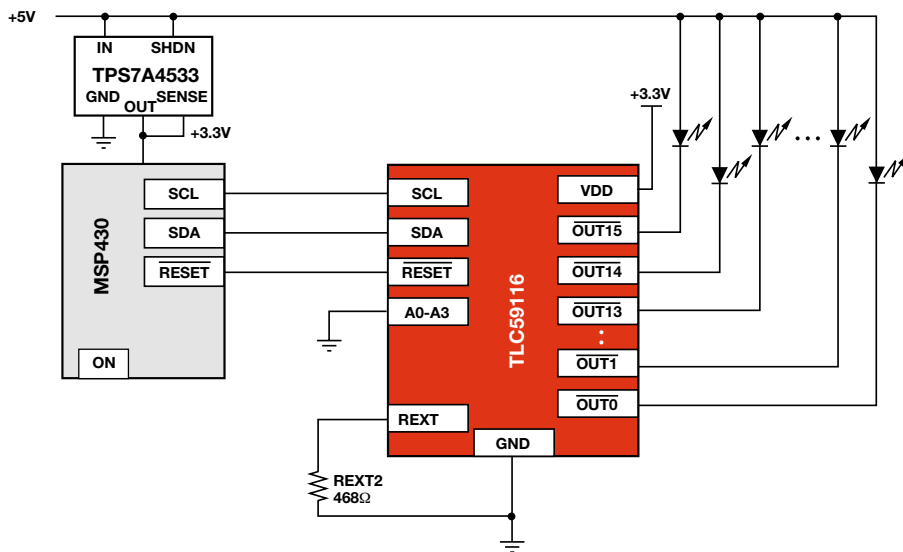 +5V
IN SHDN
TPS7A4533
GND OUT SENSE
+3.3V
MSP430
SCL
SDA
RESET
ON
TLC59116
SCL
SDA
RESET
A0-A3
REXT
GND
VDD
OUT15
OUT14
OUT13
⋮
OUT1
OUT0
+3.3V
...
REXT2
468Ω